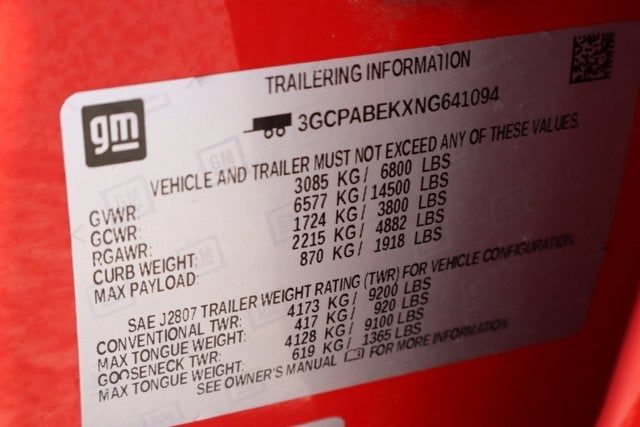 TRAILERING INFORMATION
gm
3GCPABEKXNG641094
VEHICLE AND TRAILER MUST NOT EXCEED ANY OF THESE VALUES.
GVWR: 3085 KG/ 6800 LBS
GCWR: 6577 KG/14500 LBS
RGAWR: 1724 KG/ 3800 LBS
CURB WEIGHT: 2215 KG/ 4882 LBS
MAX PAYLOAD: 870 KG/ 1918 LBS
SAE J2807 TRAILER WEIGHT RATING (TWR) FOR VEHICLE CONFIGURATION
CONVENTIONAL TWR: 4173 KG/ 9200 LBS
MAX TONGUE WEIGHT: 417 KG/ 920 LBS
GOOSENECK TWR: 4128 KG/ 9100 LBS
MAX TONGUE WEIGHT: 619 KG/ 1365 LBS
SEE OWNER'S MANUAL FOR MORE INFORMATION